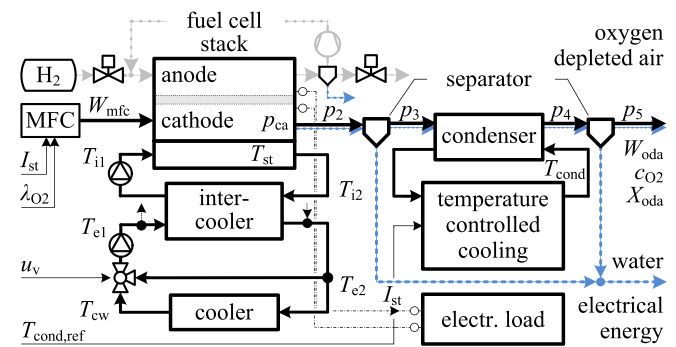 fuel cell
stack
oxygen
depleted air
H2
anode
separator
MFC
Wmfc
cathode
pca
p2
p3
condenser
p4
p5
Ist
λO2
Ti1
Tst
Ti2
Tcond
Woda
cO2
Xoda
inter-
cooler
temperature
controlled
cooling
Te1
uv
water
Te2
Tcw
cooler
Ist
electr. load
electrical
energy
Tcond,ref